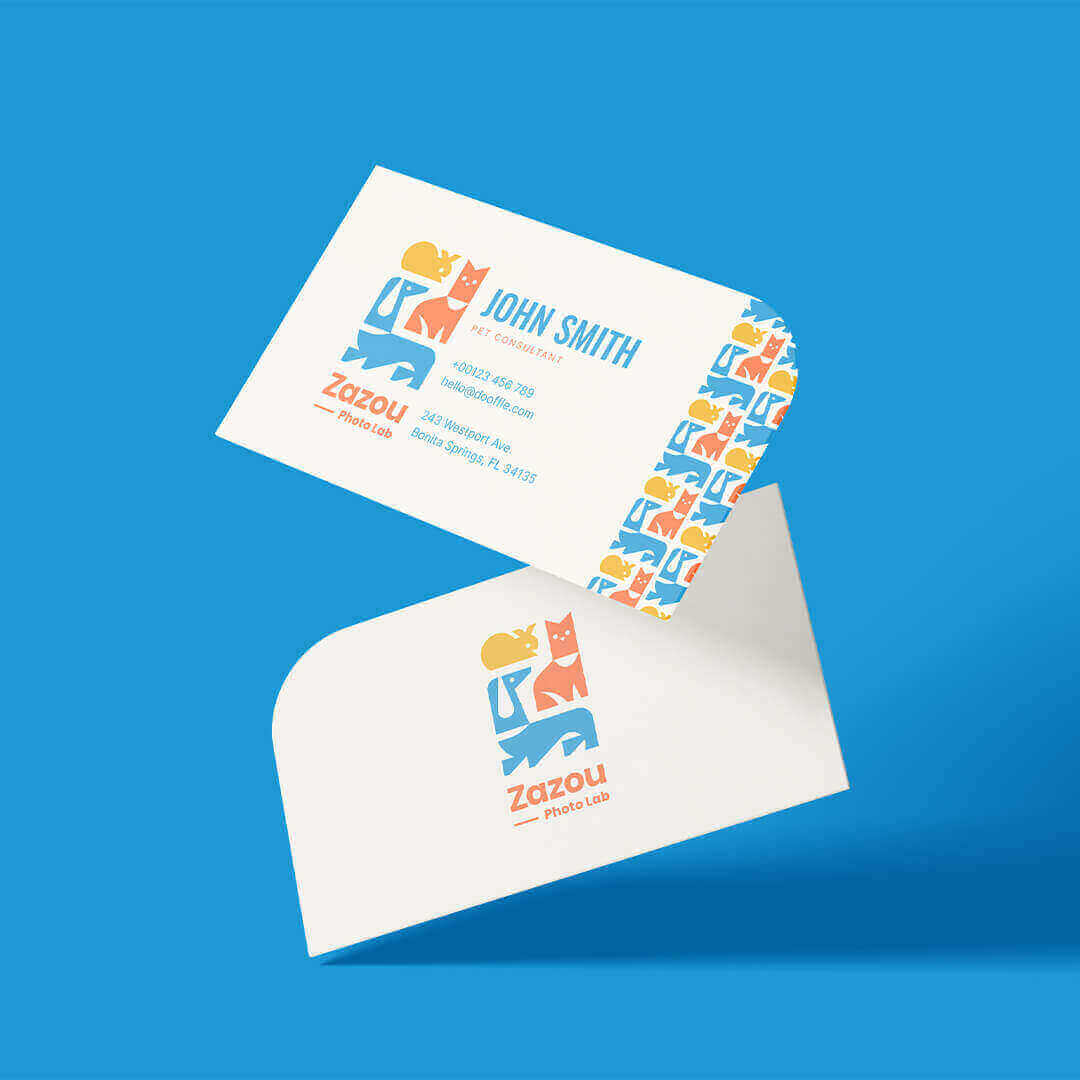 JOHN SMITH
PET CONSULTANT
+00123 456 789
hello@dooffle.com
243 Westport Ave.
Bonita Springs, FL 34135
Zazou
Photo Lab
Zazou
Photo Lab